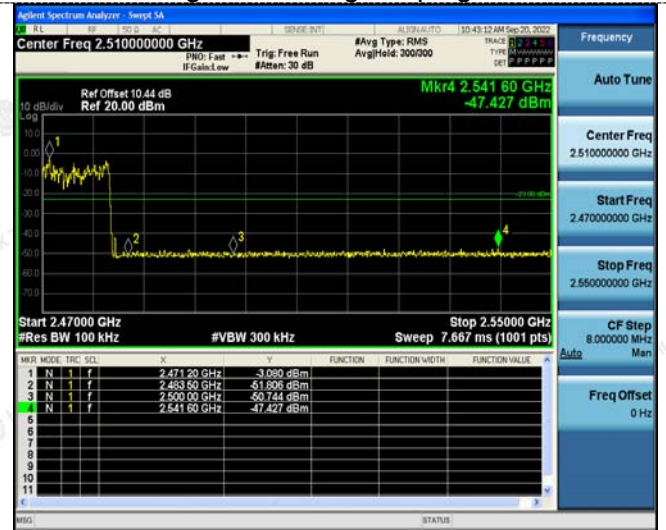 Agilent Spectrum Analyzer - Swept SA
RL RF 50 Ω AC SENSE:INT ALIGN AUTO 10:43:12 AM Sep 20, 2022
Center Freq 2.510000000 GHz
PNO: Fast
IFGain:Low
Trig: Free Run
#Atten: 30 dB
#Avg Type: RMS
Avg|Hold: 300/300
TRACE 1 2 3 4 5 6
TYPE
DET P P P P P P
Mkr4 2.541 60 GHz
-47.427 dBm
Ref Offset 10.44 dB
10 dB/div Ref 20.00 dBm
Log
10.0
0.00
-10.0
-20.0
-30.0
-40.0
-50.0
-60.0
-70.0
1
2
3
4
Start 2.47000 GHz Stop 2.55000 GHz
#Res BW 100 kHz #VBW 300 kHz Sweep 7.667 ms (1001 pts)
MKR MODE TRC SCL X Y FUNCTION FUNCTION WIDTH FUNCTION VALUE
1 N 1 f 2.471 20 GHz -3.090 dBm
2 N 1 f 2.483 50 GHz -51.806 dBm
3 N 1 f 2.500 00 GHz -50.744 dBm
4 N 1 f 2.541 60 GHz -47.427 dBm
5
6
7
8
9
10
11
MSG STATUS
Frequency
Auto Tune
Center Freq
2.510000000 GHz
Start Freq
2.470000000 GHz
Stop Freq
2.550000000 GHz
CF Step
8.000000 MHz
Auto Man
Freq Offset
0 Hz